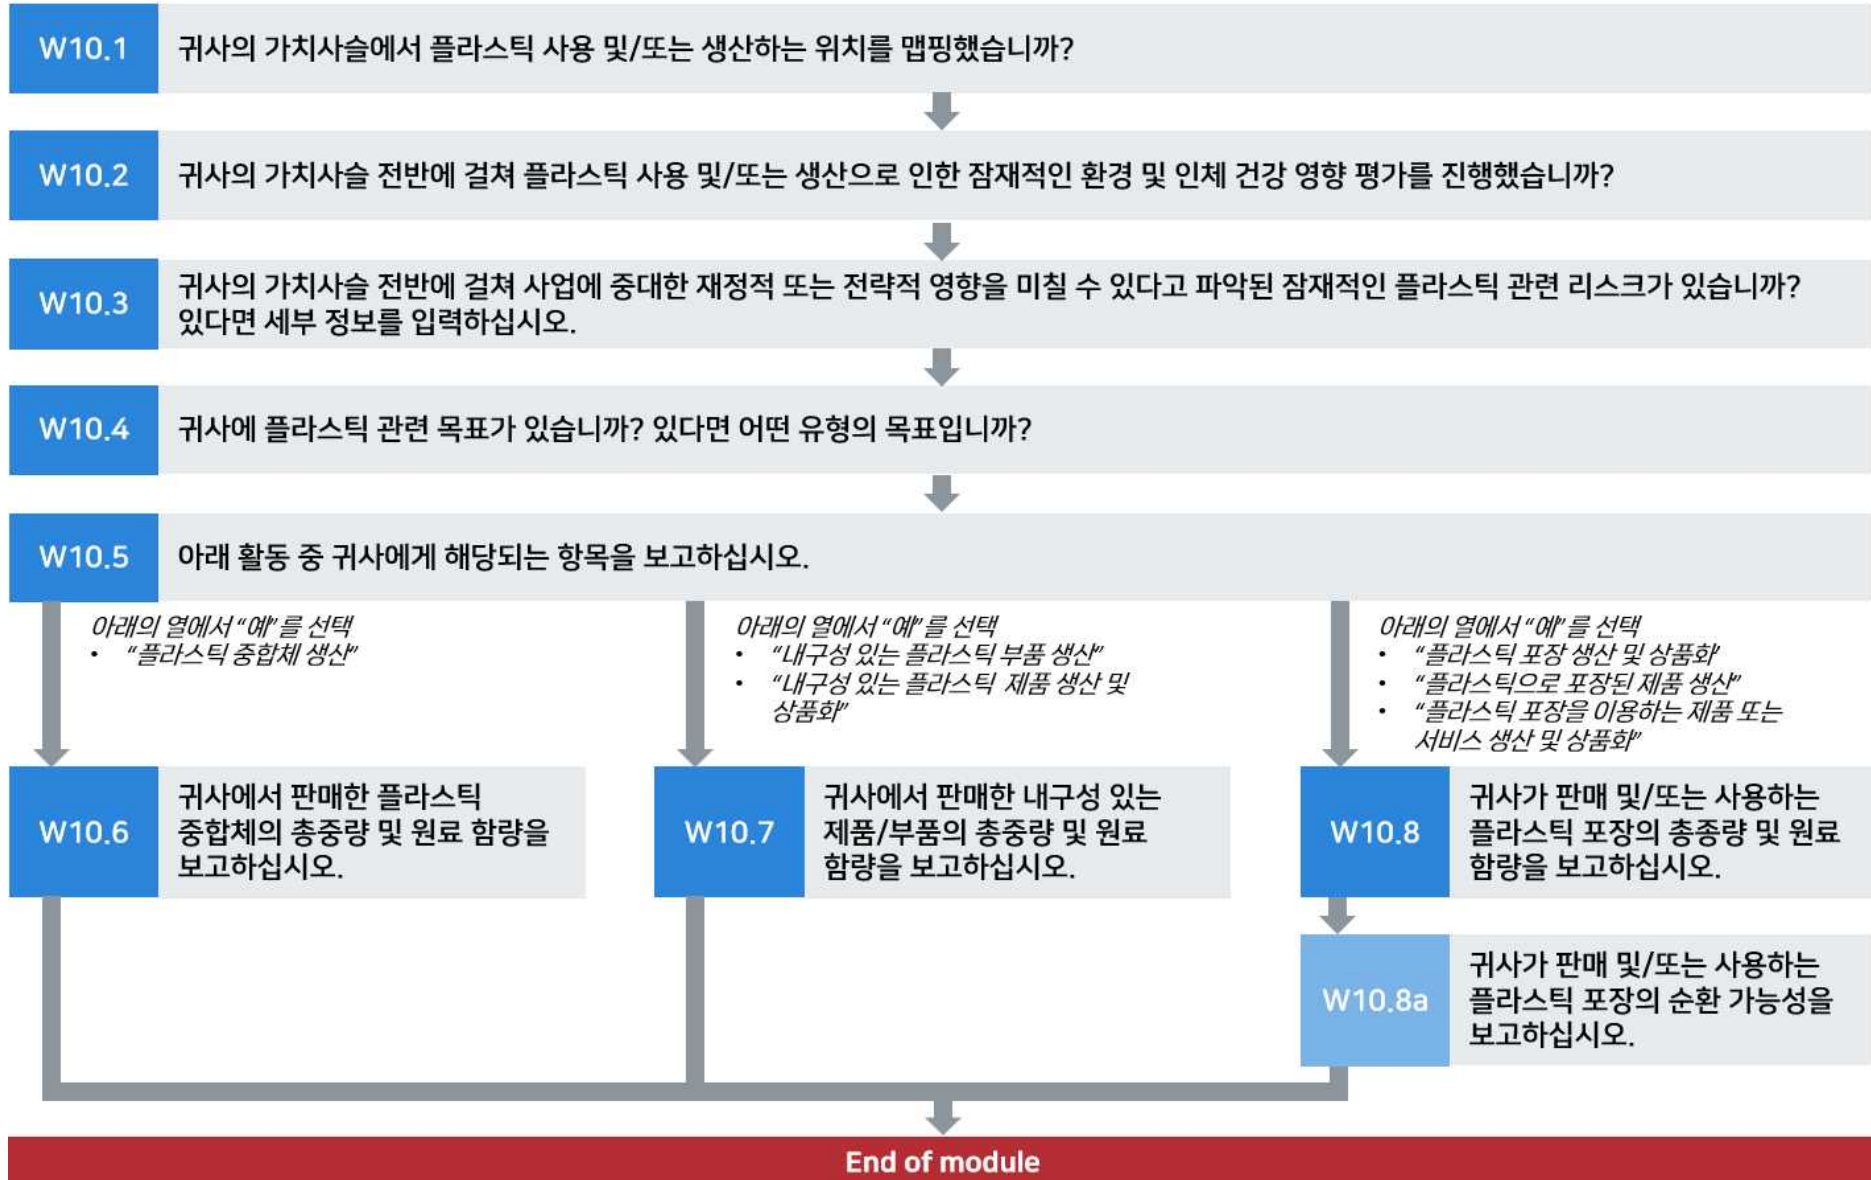 W10.1
귀사의 가치사슬에서 플라스틱 사용 및/또는 생산하는 위치를 맵핑했습니까?
W10.2
귀사의 가치사슬 전반에 걸쳐 플라스틱 사용 및/또는 생산으로 인한 잠재적인 환경 및 인체 건강 영향 평가를 진행했습니까?
W10.3
귀사의 가치사슬 전반에 걸쳐 사업에 중대한 재정적 또는 전략적 영향을 미칠 수 있다고 파악된 잠재적인 플라스틱 관련 리스크가 있습니까?
있다면 세부 정보를 입력하십시오.
W10.4
귀사에 플라스틱 관련 목표가 있습니까? 있다면 어떤 유형의 목표입니까?
W10.5
아래 활동 중 귀사에게 해당되는 항목을 보고하십시오.
아래의 열에서 “예”를 선택
• “플라스틱 중합체 생산”
아래의 열에서 “예”를 선택
• “내구성 있는 플라스틱 부품 생산”
• “내구성 있는 플라스틱 제품 생산 및
상품화”
아래의 열에서 “예”를 선택
• “플라스틱 포장 생산 및 상품화’
• “플라스틱으로 포장된 제품 생산”
• “플라스틱 포장을 이용하는 제품 또는
서비스 생산 및 상품화”
W10.6
귀사에서 판매한 플라스틱
중합체의 총중량 및 원료 함량을
보고하십시오.
W10.7
귀사에서 판매한 내구성 있는
제품/부품의 총중량 및 원료
함량을 보고하십시오.
W10.8
귀사가 판매 및/또는 사용하는
플라스틱 포장의 총종량 및 원료
함량을 보고하십시오.
W10.8a
귀사가 판매 및/또는 사용하는
플라스틱 포장의 순환 가능성을
보고하십시오.
End of module